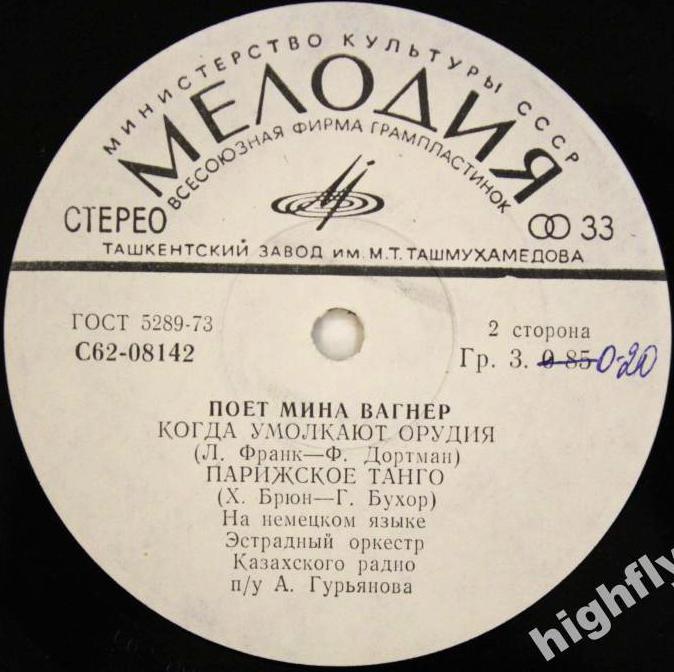 МИНИСТЕРСТВО КУЛЬТУРЫ СССР
МЕЛОДИЯ
ВСЕСОЮЗНАЯ ФИРМА ГРАМПЛАСТИНОК
СТЕРЕО
33
ТАШКЕНТСКИЙ ЗАВОД ИМ. М.Т. ТАШМУХАМЕДОВА
ГОСТ 5289-73
С62-08142
2 сторона
Гр. 3. 0-85 0-20
ПОЕТ МИНА ВАГНЕР
КОГДА УМОЛКАЮТ ОРУДИЯ
(Л. Франк—Ф. Дортман)
ПАРИЖСКОЕ ТАНГО
(Х. Брюн—Г. Бухор)
На немецком языке
Эстрадный оркестр
Казахского радио
п/у А. Гурьянова
highfly